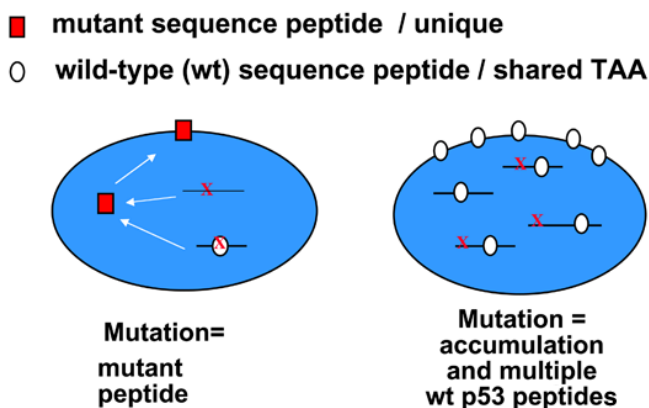 mutant sequence peptide / unique
wild-type (wt) sequence peptide / shared TAA
X
X
X
X
X
Mutation=
mutant
peptide
Mutation =
accumulation
and multiple
wt p53 peptides